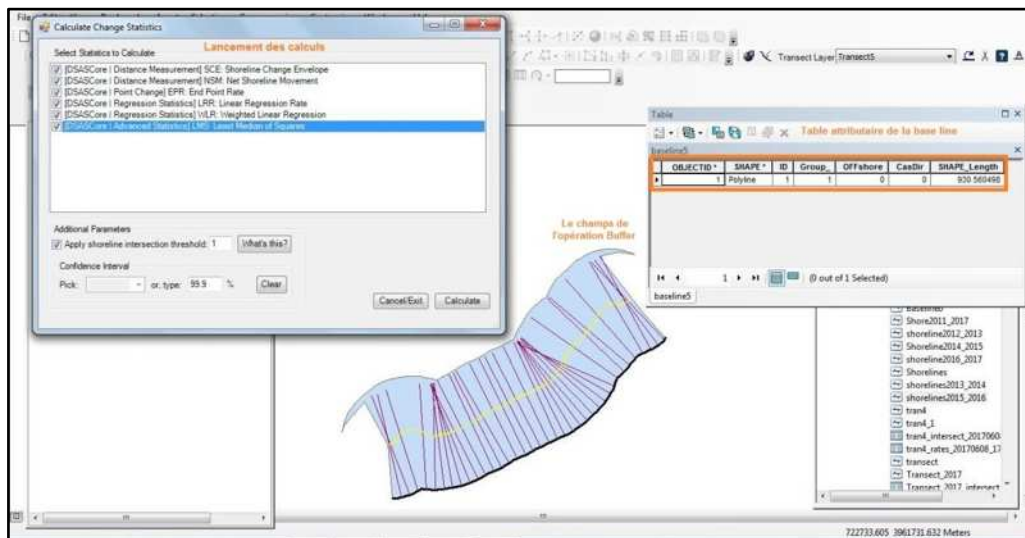 File
Calculate Change Statistics
Select Statistics to Calculate
Lancement des calculs
[DSASCore | Distance Measurement] SCE: Shoreline Change Envelope
[DSASCore | Distance Measurement] NSM: Net Shoreline Movement
[DSASCore | Point Change] EPR: End Point Rate
[DSASCore | Regression Statistics] LRR: Linear Regression Rate
[DSASCore | Regression Statistics] WLR: Weighted Linear Regression
[DSASCore | Advanced Statistics] LMS: Least Median of Squares
Additional Parameters
Apply shoreline intersection threshold: 1 What's this?
Confidence Interval
Pick: or, type: 99.9 % Clear
Cancel/Exit Calculate
Transect Layer Transect5
Table
Table attributaire de la base line
baseline5
OBJECTID * SHAPE * ID Group_ OFFshore CasDir SHAPE_Length
1 Polyline 1 1 0 0 930.560498
1 (0 out of 1 Selected)
baseline5
Le champs de
l'opération Buffer
Shore2011_2017
shoreline2012_2013
Shoreline2014_2015
shoreline2016_2017
Shorelines
shorelines2013_2014
shorelines2015_2016
tran4
tran4_1
tran4_intersect_2017060
tran4_rates_20170608_17
transect
Transect_2017
Transect_2017_intersect
722733.605 3961731.632 Meters